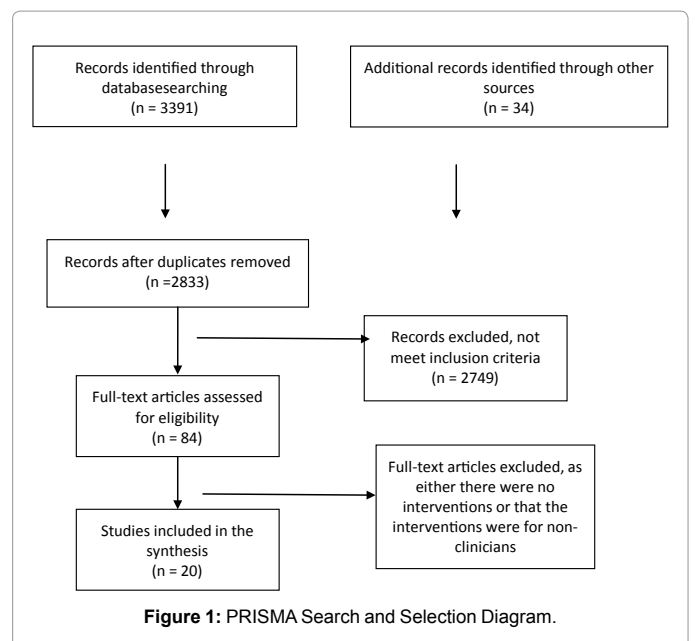 Records identified through
databasesearching
(n = 3391)
Additional records identified through other
sources
(n = 34)
Records after duplicates removed
(n =2833)
Records excluded, not
meet inclusion criteria
(n = 2749)
Full-text articles assessed
for eligibility
(n = 84)
Full-text articles excluded, as
either there were no
interventions or that the
interventions were for non-
clinicians
Studies included in the
synthesis
(n = 20)
Figure 1: PRISMA Search and Selection Diagram.